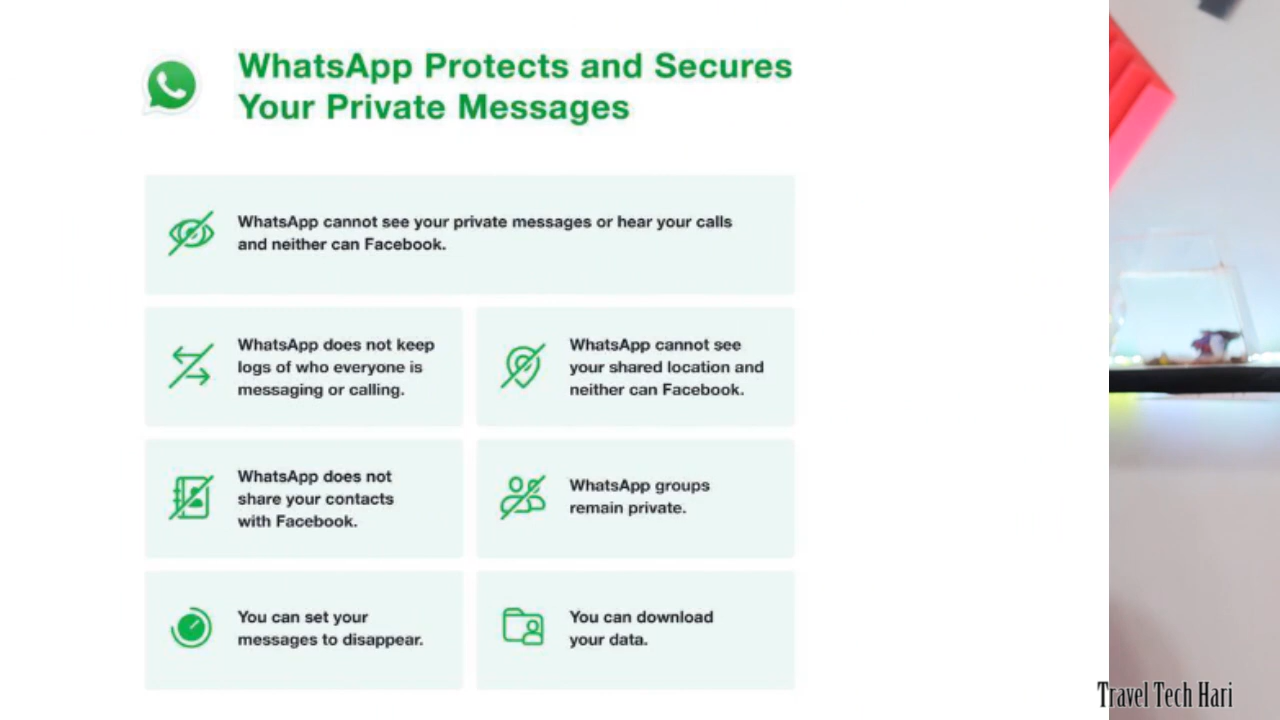 WhatsApp Protects and Secures
Your Private Messages
WhatsApp cannot see your private messages or hear your calls
and neither can Facebook.
WhatsApp does not keep
logs of who everyone is
messaging or calling.
WhatsApp cannot see
your shared location and
neither can Facebook.
WhatsApp does not
share your contacts
with Facebook.
WhatsApp groups
remain private.
You can set your
messages to disappear.
You can download
your data.
Travel Tech Hari